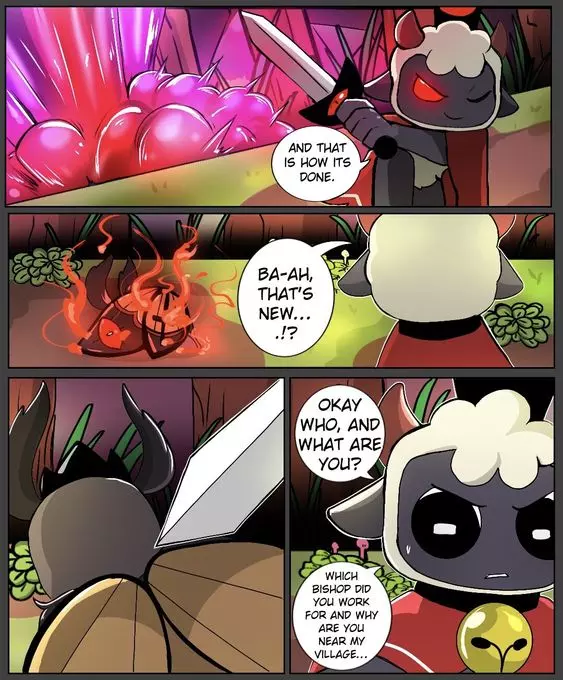 AND THAT
IS HOW ITS
DONE.
BA-AH,
THAT'S
NEW...
.!?
OKAY
WHO, AND
WHAT ARE
YOU?
WHICH
BISHOP DID
YOU WORK
FOR AND WHY
ARE YOU
NEAR MY
VILLAGE...